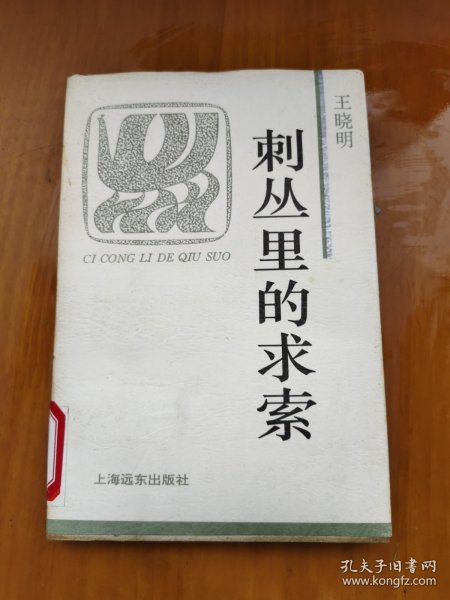 王晓明
刺丛里的求索
CI CONG LI DE QIU SUO
上海远东出版社
孔夫子旧书网
www.kongfz.com